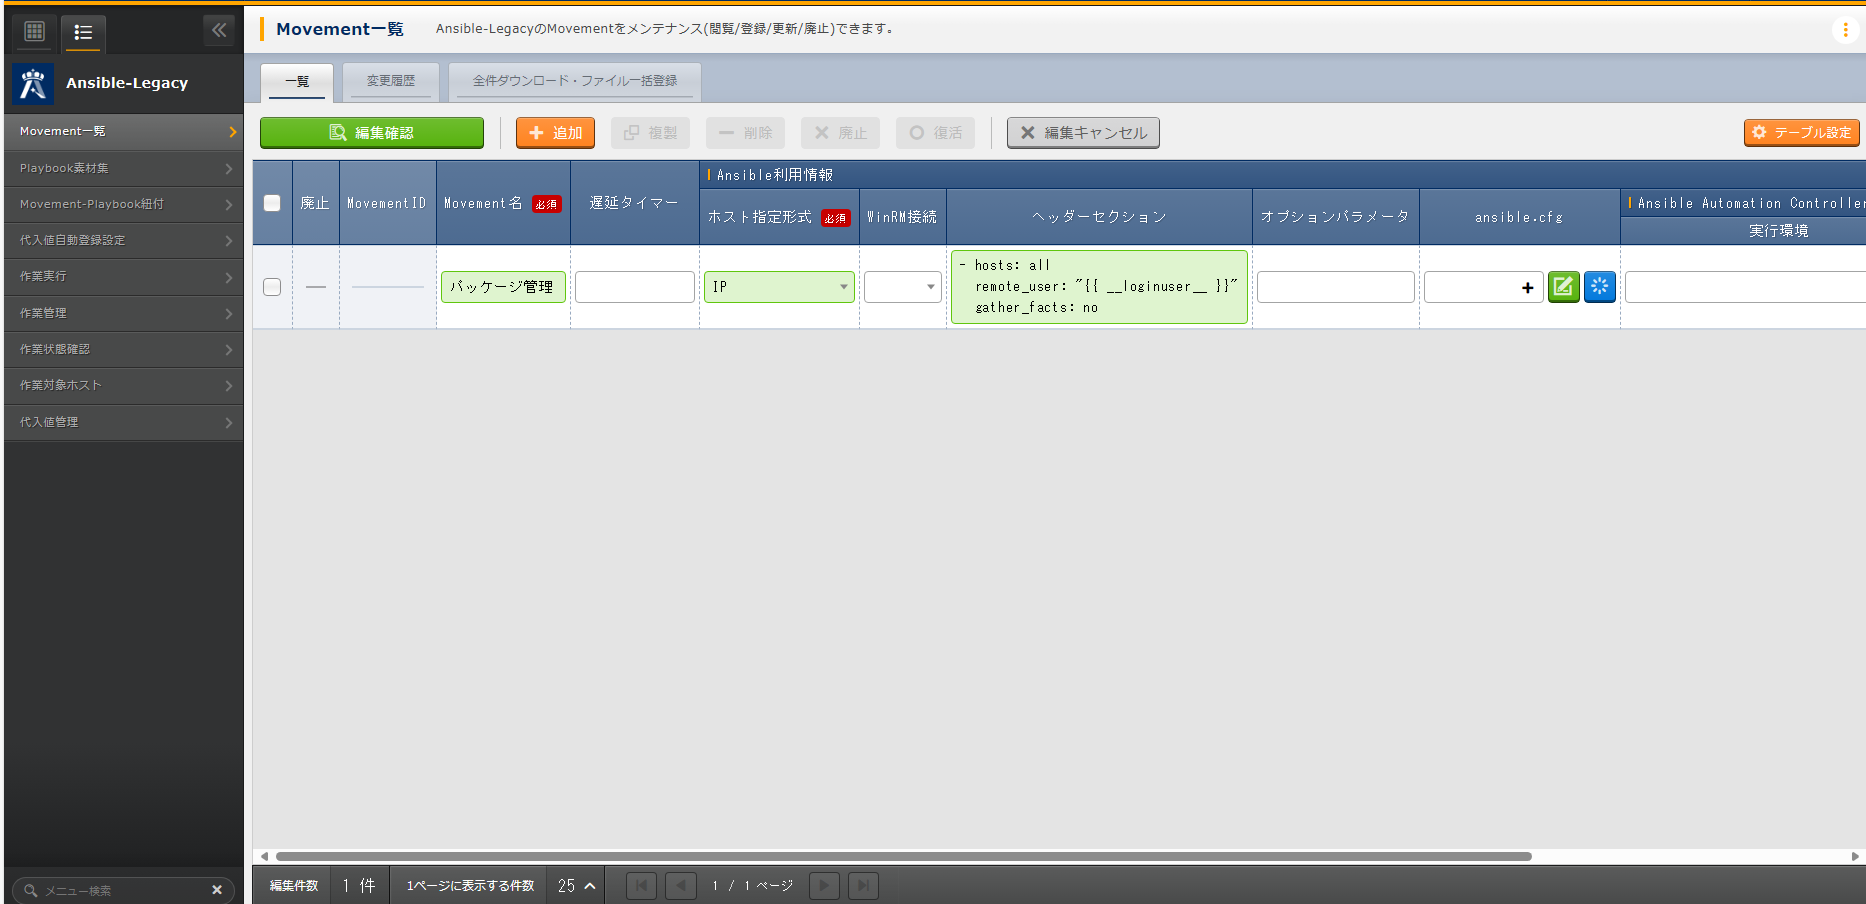 Movement一覧
Ansible-LegacyのMovementをメンテナンス(閲覧/登録/更新/廃止)できます。
Ansible-Legacy
Movement一覧
Playbook素材集
Movement-Playbook紐付
代入値自動登録設定
作業実行
作業管理
作業状態確認
作業対象ホスト
代入値管理
メニュー検索
一覧
変更履歴
全件ダウンロード・ファイル一括登録
編集確認
追加
複製
削除
廃止
復活
編集キャンセル
テーブル設定
廃止
MovementID
Movement名 必須
遅延タイマー
Ansible利用情報
ホスト指定形式 必須
WinRM接続
ヘッダーセクション
オプションパラメータ
ansible.cfg
Ansible Automation Controller
実行環境
パッケージ管理
IP
- hosts: all
remote_user: "{{ __loginuser__ }}"
gather_facts: no
編集件数
1 件
1ページに表示する件数
25
1 / 1 ページ